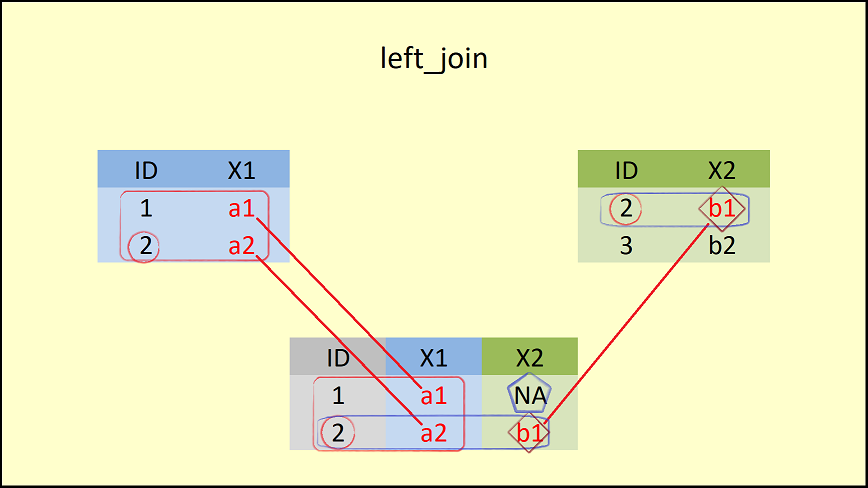 left_join
ID X1
1 a1
2 a2
ID X2
2 b1
3 b2
ID X1 X2
1 a1 NA
2 a2 b1